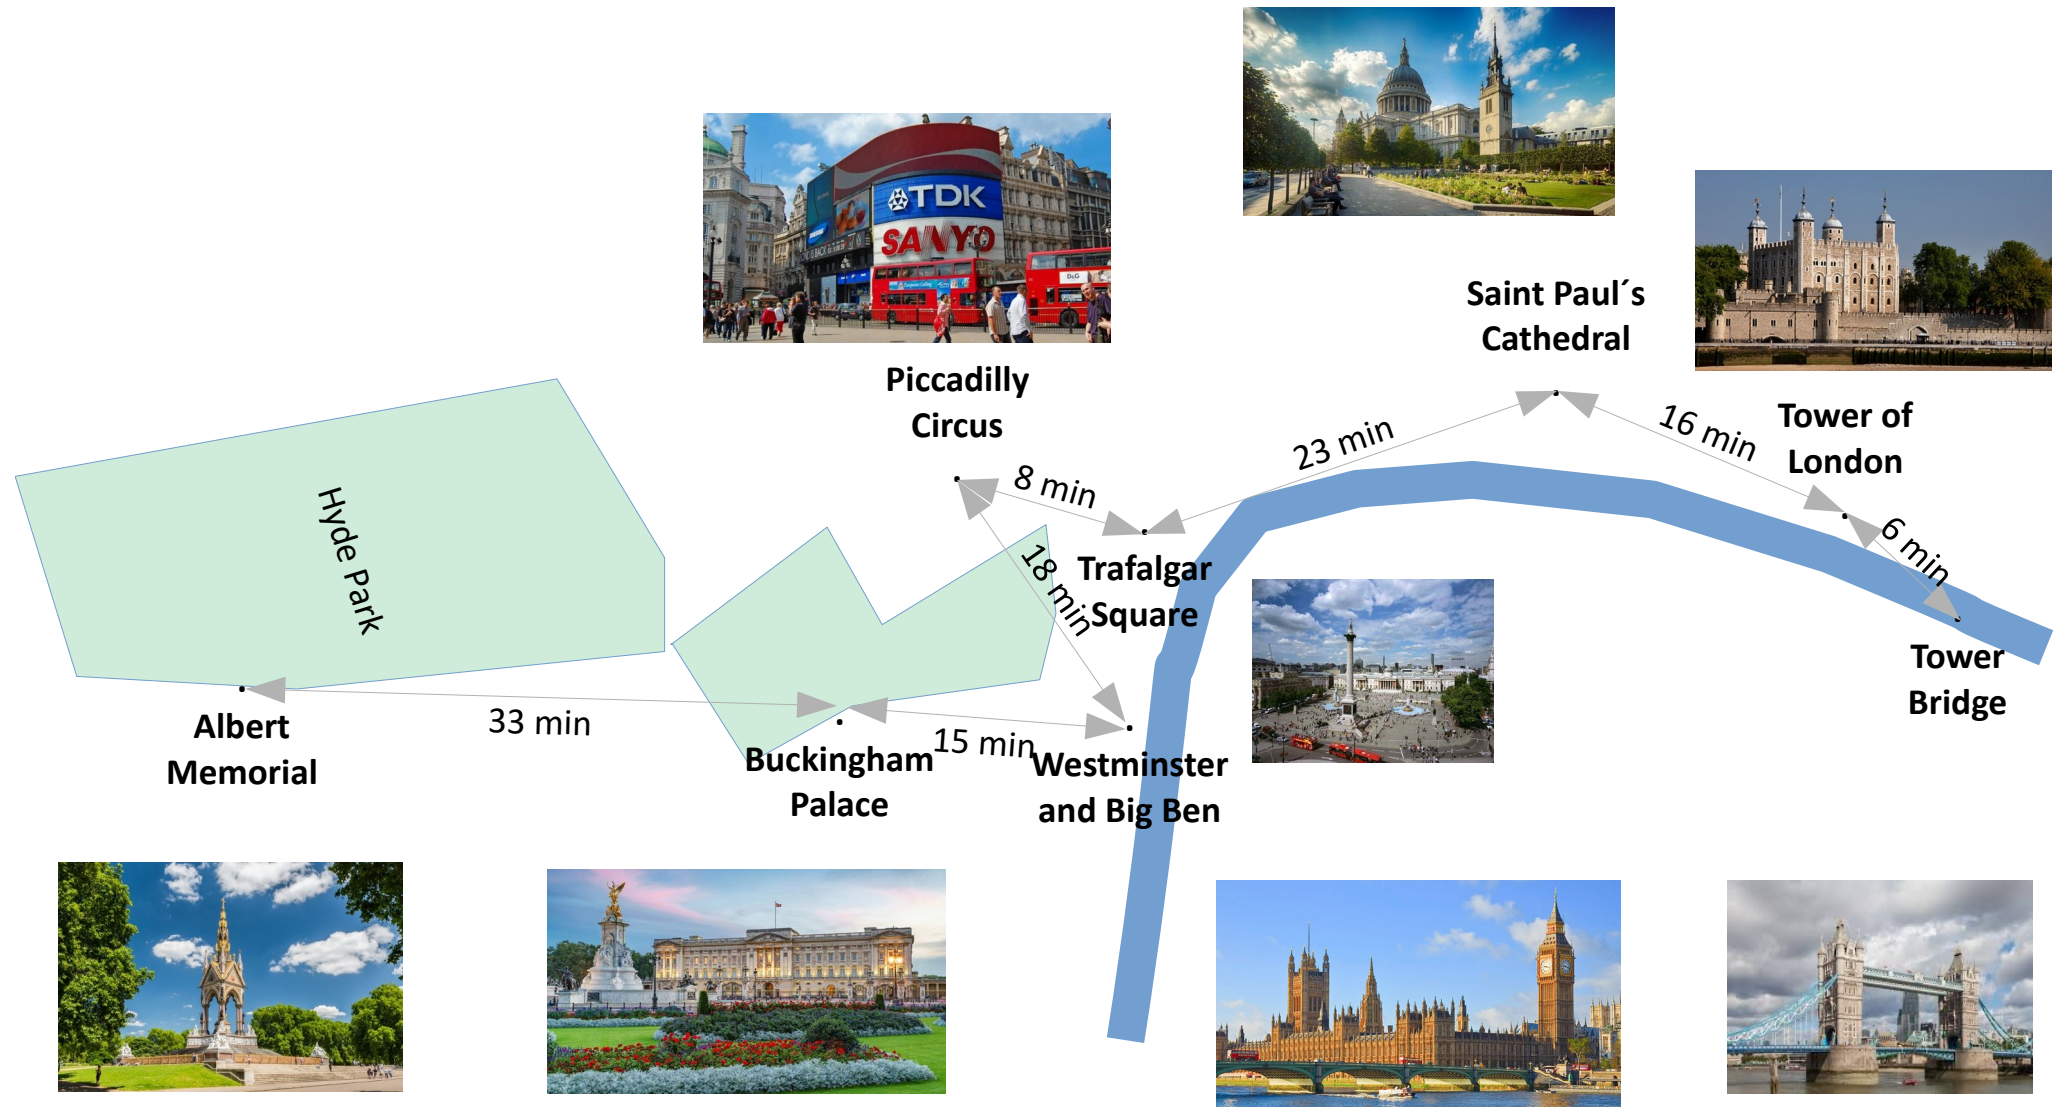 TDK
SANYO
Saint Paul´s
Cathedral
Piccadilly
Circus
Tower of
London
16 min
23 min
8 min
6 min
Hyde Park
18 min
Trafalgar
Square
Tower
Bridge
Albert
Memorial
33 min
Buckingham
Palace
15 min
Westminster
and Big Ben